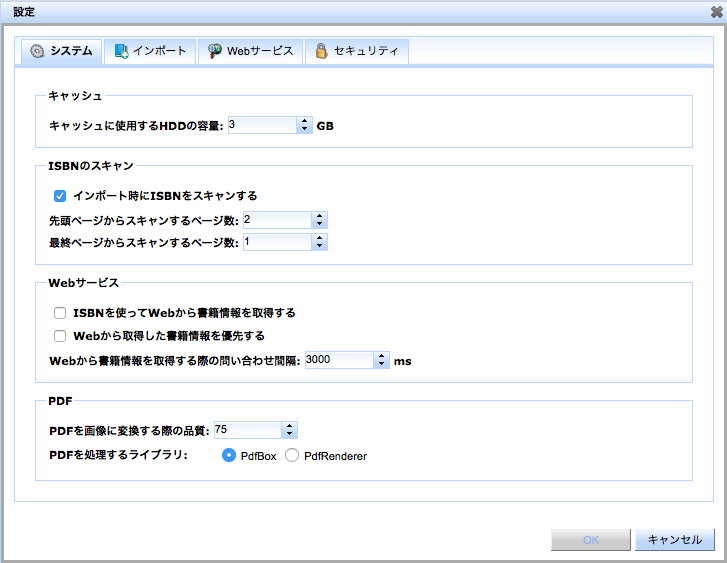 設定
システム インポート Webサービス セキュリティ
キャッシュ
キャッシュに使用するHDDの容量: 3 GB
ISBNのスキャン
インポート時にISBNをスキャンする
先頭ページからスキャンするページ数: 2
最終ページからスキャンするページ数: 1
Webサービス
ISBNを使ってWebから書籍情報を取得する
Webから取得した書籍情報を優先する
Webから書籍情報を取得する際の問い合わせ間隔: 3000 ms
PDF
PDFを画像に変換する際の品質: 75
PDFを処理するライブラリ: PdfBox PdfRenderer
OK キャンセル